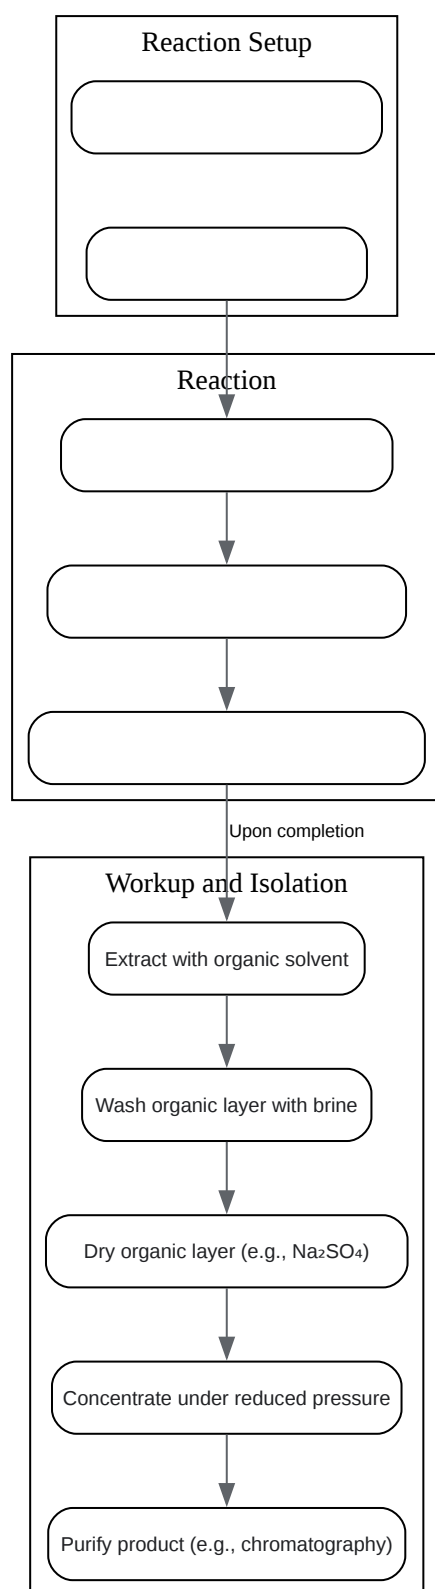 Reaction Setup
Reaction
Upon completion
Workup and Isolation
Extract with organic solvent
Wash organic layer with brine
Dry organic layer (e.g., Na₂SO₄)
Concentrate under reduced pressure
Purify product (e.g., chromatography)